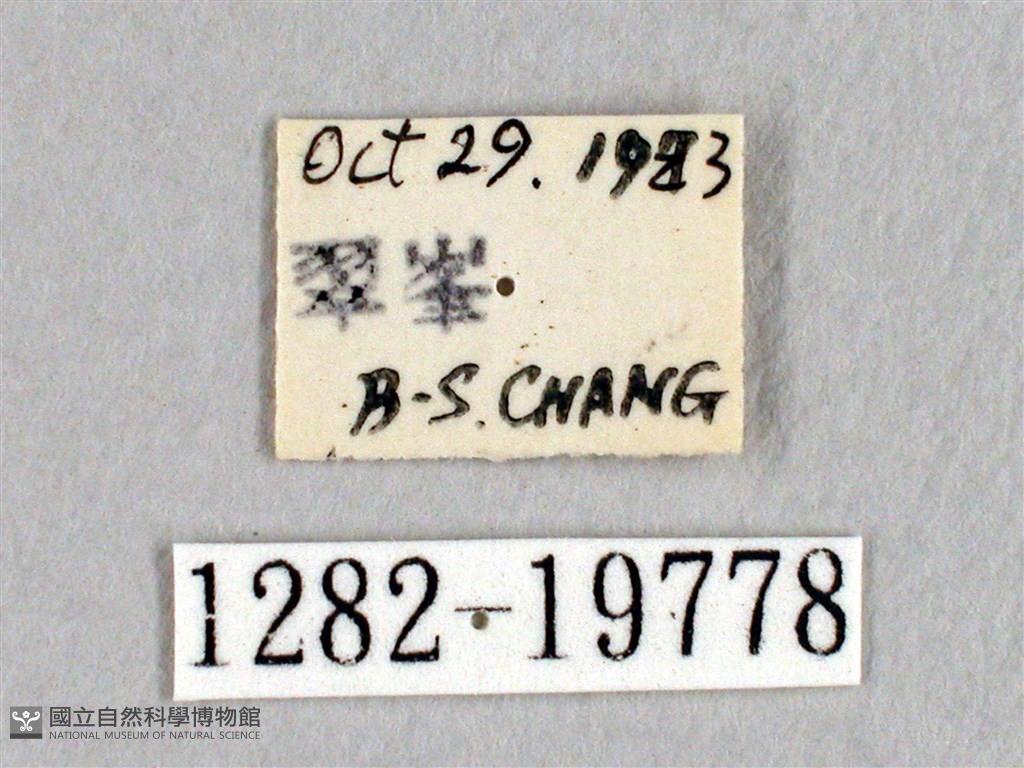 Oct 29. 1983
翠峯
B-S. CHANG
1282-19778
國立自然科學博物館
NATIONAL MUSEUM OF NATURAL SCIENCE